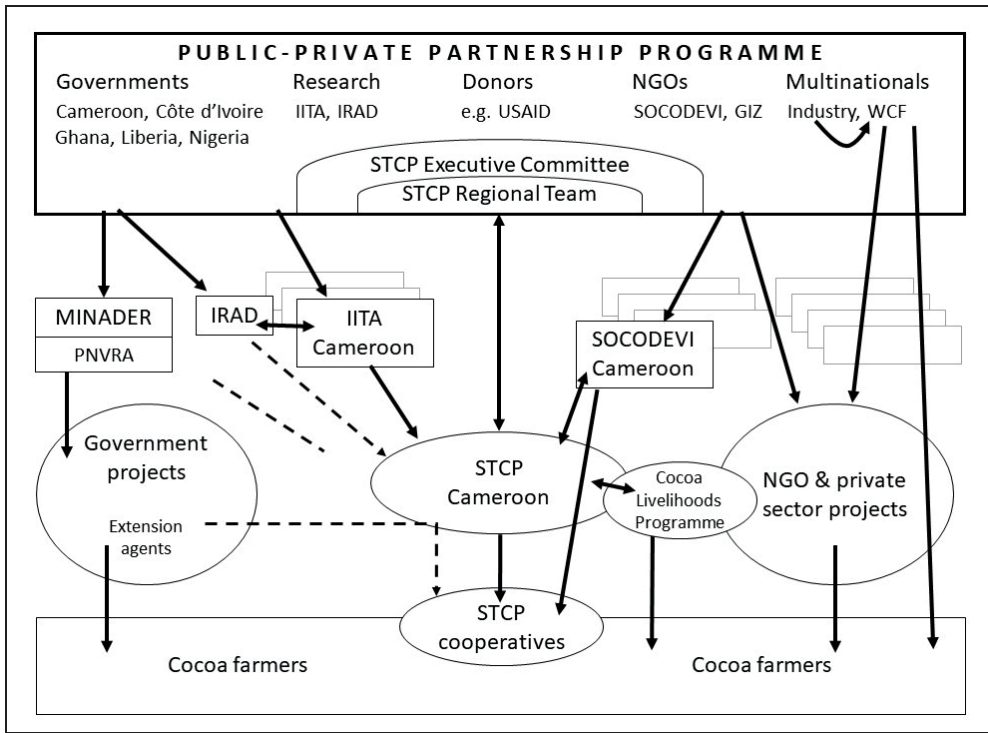 PUBLIC-PRIVATE PARTNERSHIP PROGRAMME
Governments
Cameroon, Côte d’Ivoire
Ghana, Liberia, Nigeria
Research
IITA, IRAD
Donors
e.g. USAID
NGOs
SOCODEVI, GIZ
Multinationals
Industry, WCF
STCP Executive Committee
STCP Regional Team
MINADER
PNVRA
IRAD
IITA
Cameroon
SOCODEVI
Cameroon
Government
projects
Extension
agents
STCP
Cameroon
Cocoa
Livelihoods
Programme
NGO & private
sector projects
STCP
cooperatives
Cocoa farmers
Cocoa farmers